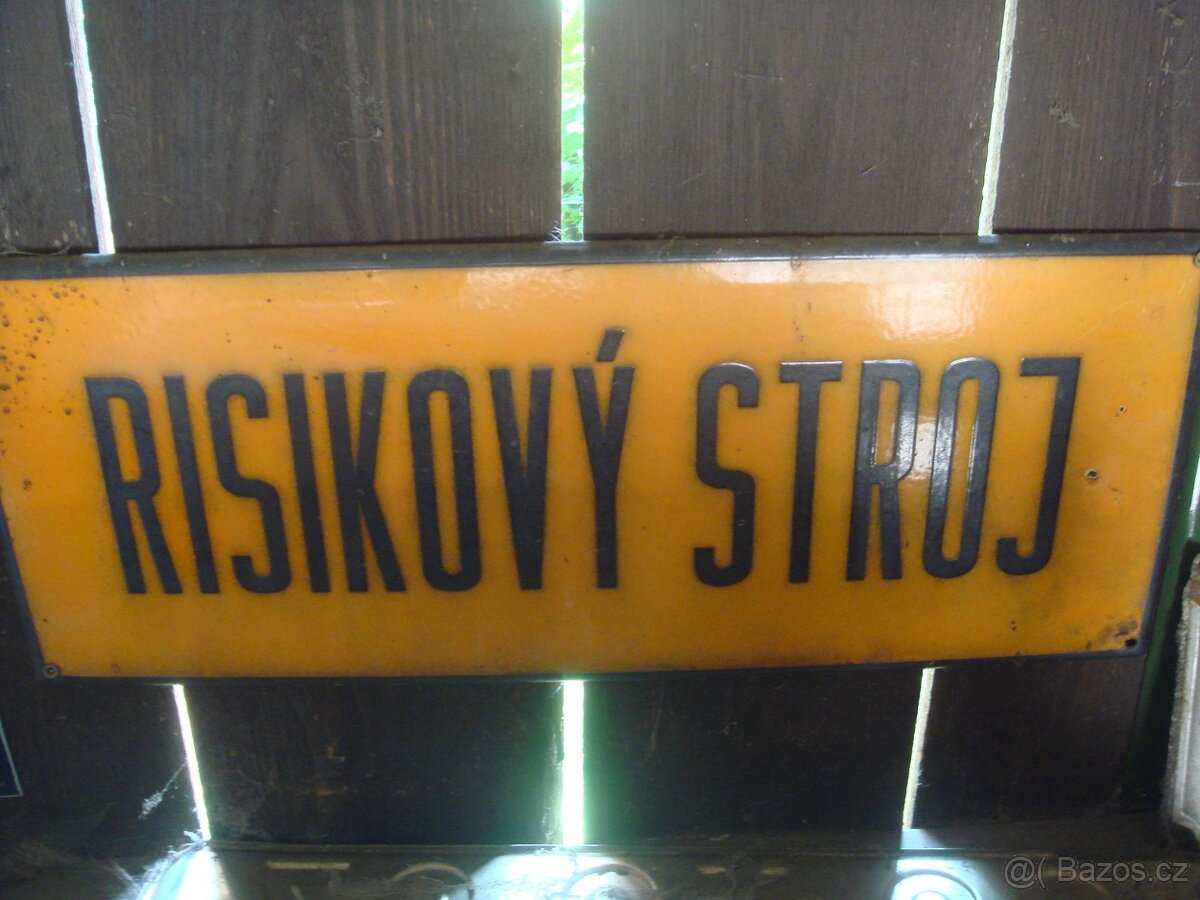 RISIKOVÝ STROJ
@( Bazos.cz